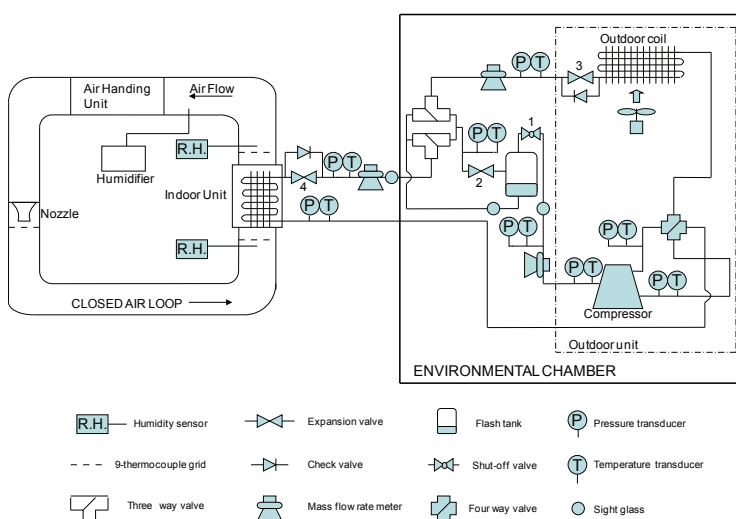 Outdoor coil
Air Handing
Unit
Air Flow
P T
3
1
R.H.
P T
Humidifier
P T
2
4
Indoor Unit
Nozzle
P T
R.H.
P T
P T
P T
P T
CLOSED AIR LOOP
Compressor
Outdoor unit
ENVIRONMENTAL CHAMBER
R.H. Humidity sensor
Expansion valve
Flash tank
P Pressure transducer
9-thermocouple grid
Check valve
Shut-off valve
T Temperature transducer
Three way valve
Mass flow rate meter
Four way valve
Sight glass